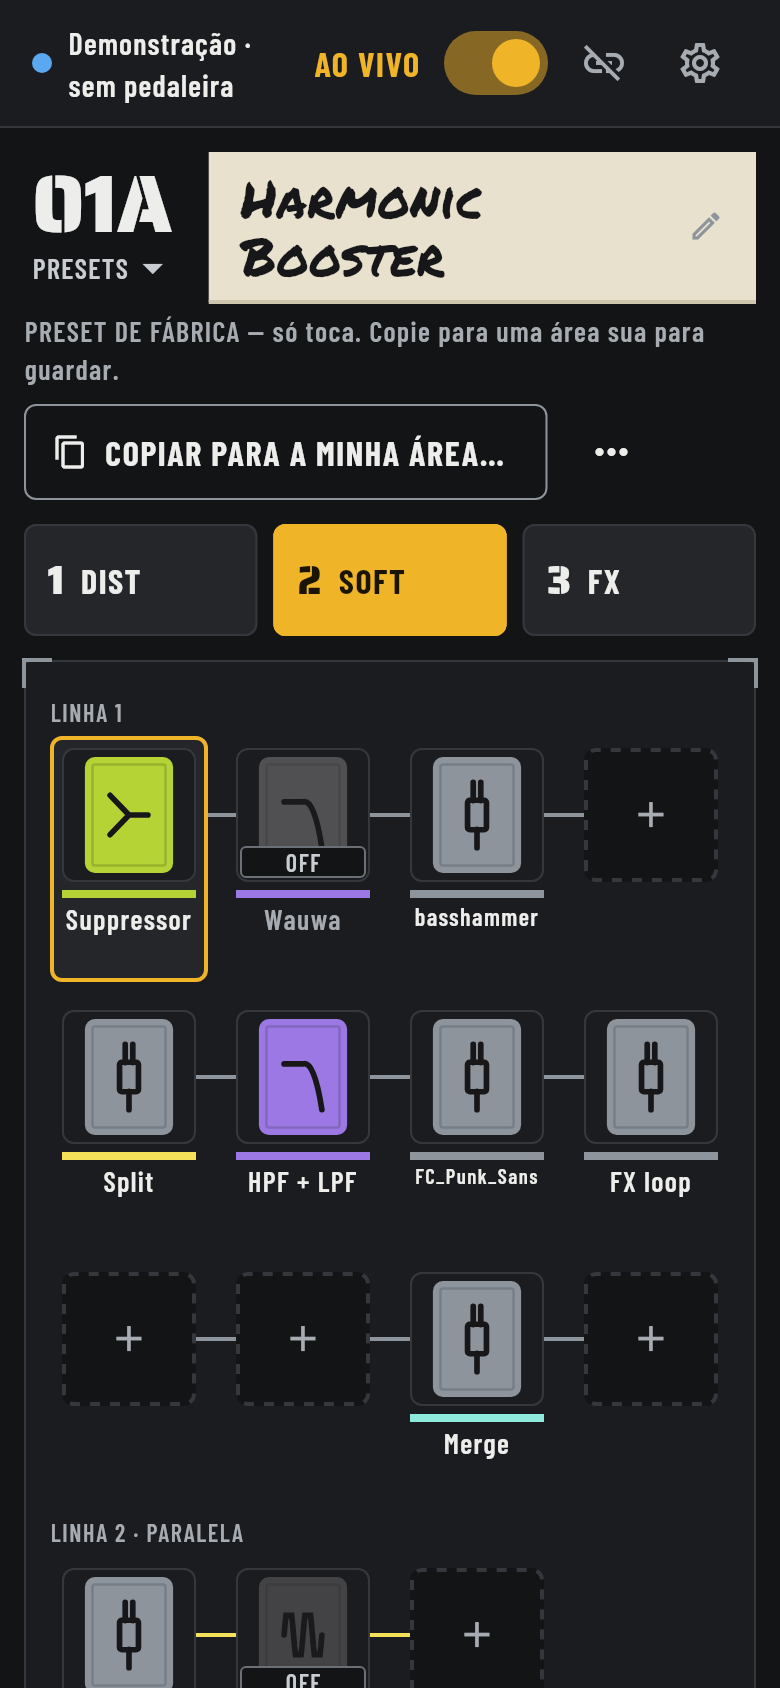 Demonstração ·
sem pedaleira
AO VIVO
01A
PRESETS
Harmonic
Booster
PRESET DE FÁBRICA — só toca. Copie para uma área sua para
guardar.
COPIAR PARA A MINHA ÁREA...
1 DIST
2 SOFT
3 FX
LINHA 1
OFF
Suppressor
Wauwa
basshammer
Split
HPF + LPF
FC_Punk_Sans
FX loop
Merge
LINHA 2 · PARALELA
OFF